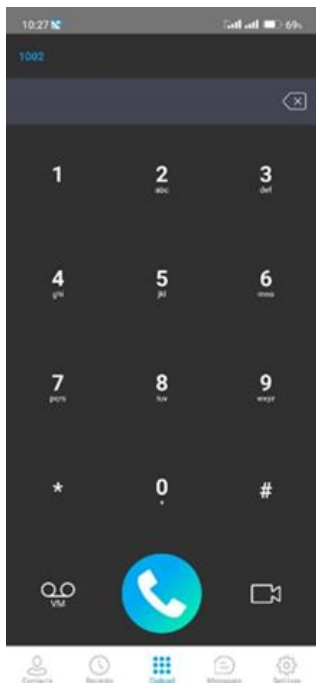 10:27 69%
1002
1 2 3
abc def
4 5 6
ghi jkl mno
7 8 9
pqrs tuv wxyz
* 0 #
+
VM
Contacts Recents Dialpad Messages Settings